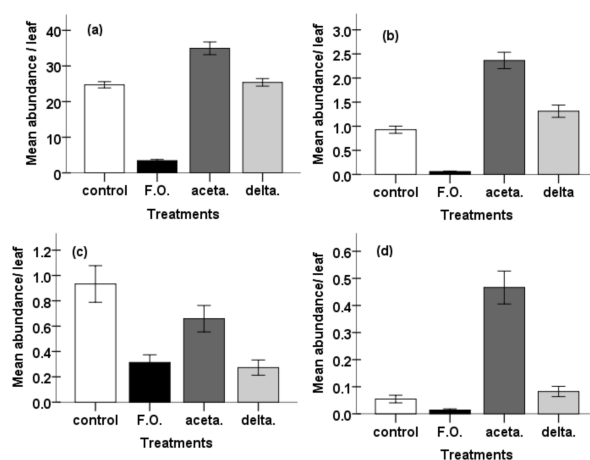 (a)
Mean abundance / leaf
40
30
20
10
0
control F.O. aceta. delta.
Treatments
(b)
Mean abundance/ leaf
3.0
2.5
2.0
1.5
1.0
0.5
0.0
control F.O. aceta. delta
Treatments
(c)
Mean abundance/ leaf
1.2
1.0
0.8
0.6
0.4
0.2
0.0
control F.O. aceta. delta.
Treatments
(d)
Mean abundance/ leaf
0.6
0.5
0.4
0.3
0.2
0.1
0.0
control F.O. aceta. delta.
Treatments